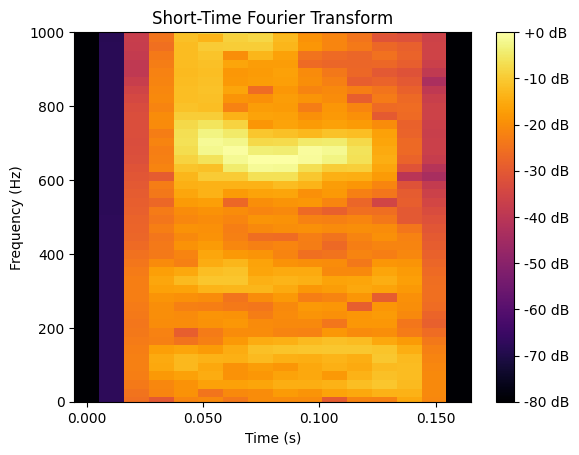 Short-Time Fourier Transform
1000
800
600
400
200
0
Frequency (Hz)
0.000
0.050
0.100
0.150
Time (s)
+0 dB
-10 dB
-20 dB
-30 dB
-40 dB
-50 dB
-60 dB
-70 dB
-80 dB